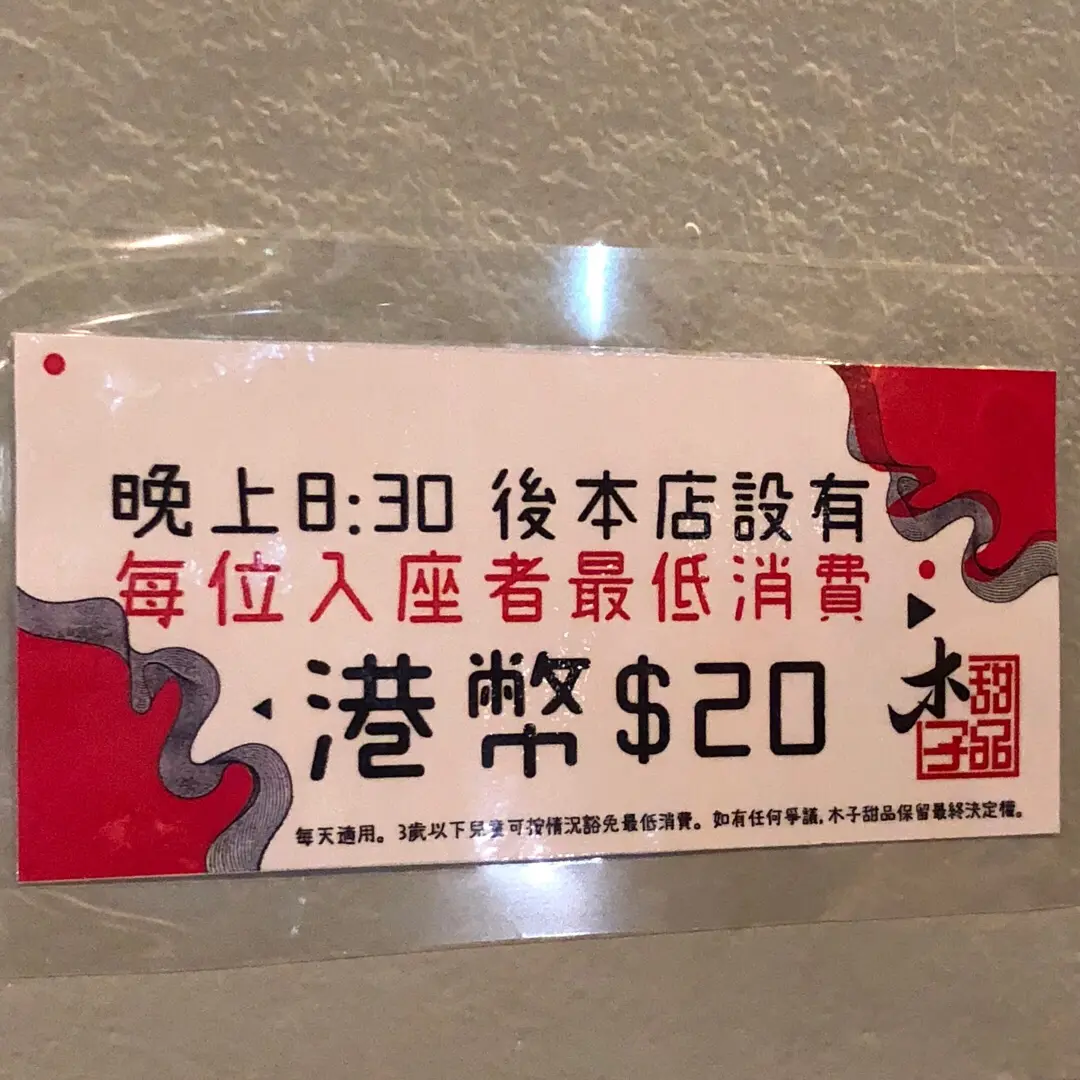 晚上8:30 後本店設有
每位入座者最低消費
港幣$20
木子甜品
每天適用。3歲以下兒童可按情況豁免最低消費。如有任何爭議,木子甜品保留最終決定權。